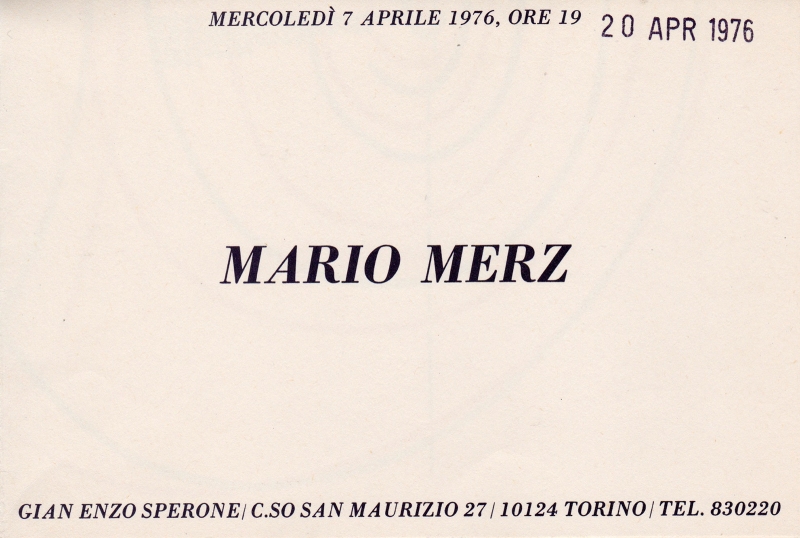 MERCOLEDÌ 7 APRILE 1976, ORE 19 20 APR 1976
MARIO MERZ
GIAN ENZO SPERONE/ C.SO SAN MAURIZIO 27/ 10124 TORINO/ TEL. 830220